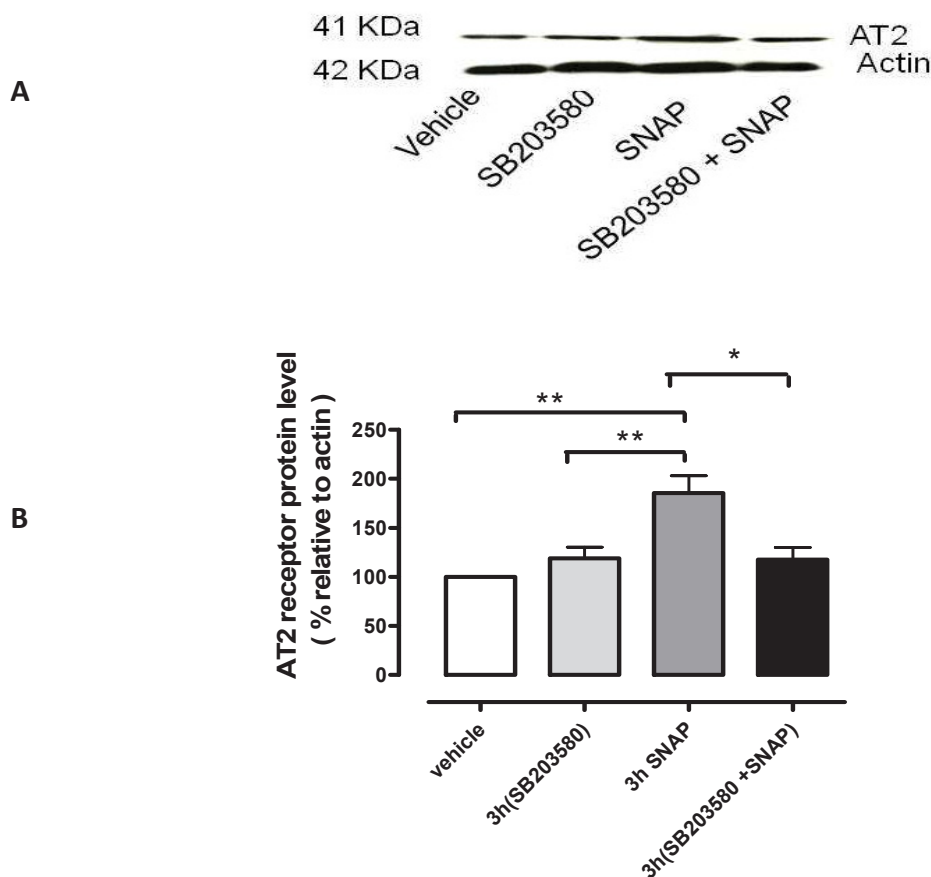 A
41 KDa
AT2
42 KDa
Actin
Vehicle
SB203580
SNAP
SB203580 + SNAP
B
AT2 receptor protein level
( % relative to actin )
250
200
150
100
50
0
**
**
*
vehicle
3h(SB203580)
3h SNAP
3h(SB203580 +SNAP)